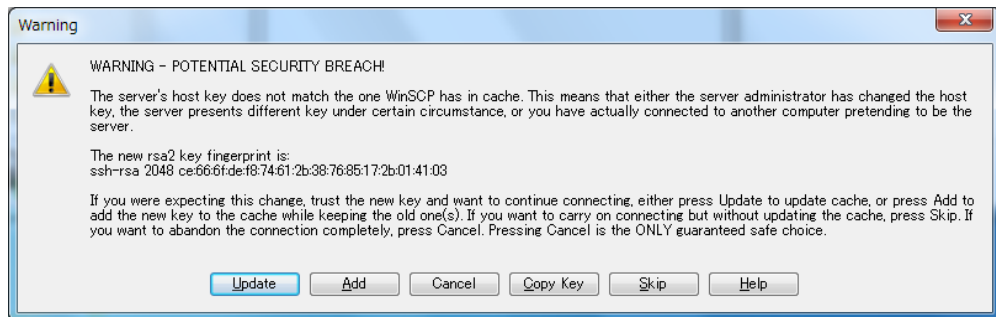 Warning
WARNING - POTENTIAL SECURITY BREACH!
The server's host key does not match the one WinSCP has in cache. This means that either the server administrator has changed the host
key, the server presents different key under certain circumstance, or you have actually connected to another computer pretending to be the
server.
The new rsa2 key fingerprint is:
ssh-rsa 2048 ce:66:6f:de:f8:74:61:2b:38:76:85:17:2b:01:41:03
If you were expecting this change, trust the new key and want to continue connecting, either press Update to update cache, or press Add to
add the new key to the cache while keeping the old one(s). If you want to carry on connecting but without updating the cache, press Skip. If
you want to abandon the connection completely, press Cancel. Pressing Cancel is the ONLY guaranteed safe choice.
Update Add Cancel Copy Key Skip Help